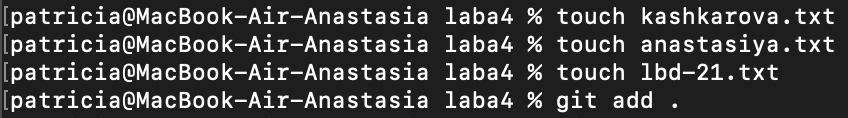 [patricia@MacBook-Air-Anastasia laba4 % touch kashkarova.txt
[patricia@MacBook-Air-Anastasia laba4 % touch anastasiya.txt
[patricia@MacBook-Air-Anastasia laba4 % touch lbd-21.txt
[patricia@MacBook-Air-Anastasia laba4 % git add .